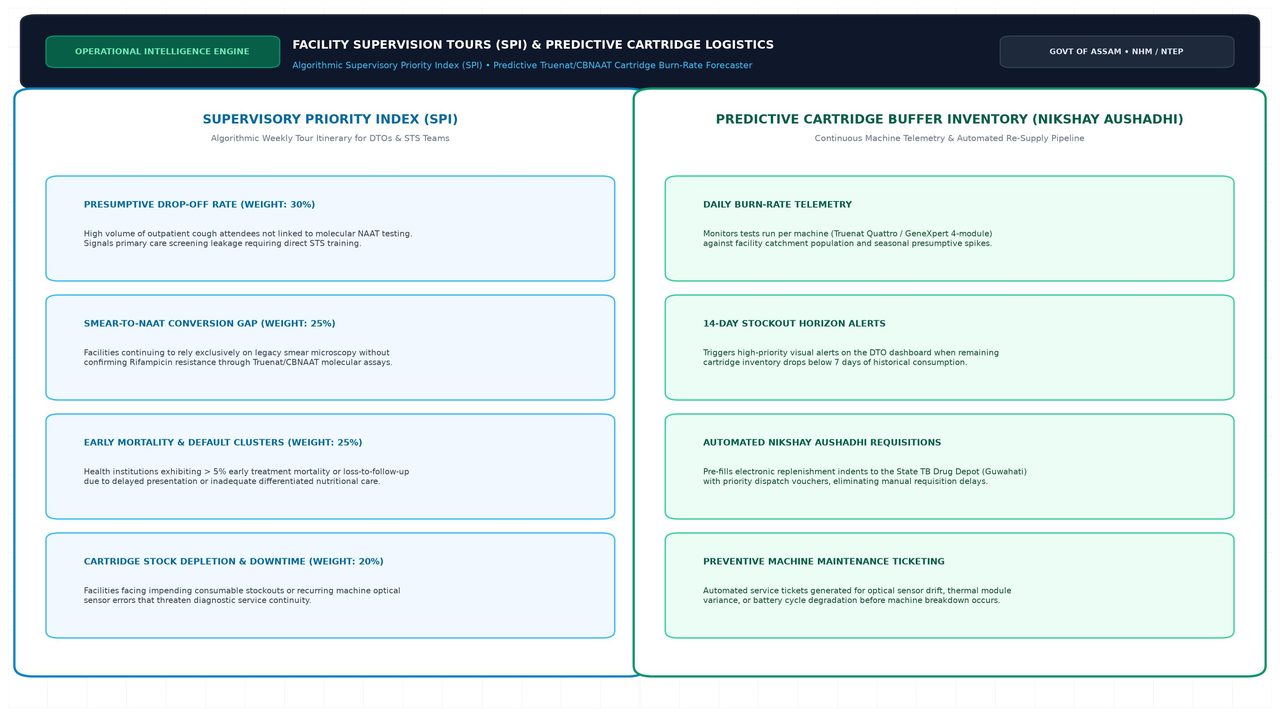 OPERATIONAL INTELLIGENCE ENGINE
FACILITY SUPERVISION TOURS (SPI) & PREDICTIVE CARTRIDGE LOGISTICS
Algorithmic Supervisory Priority Index (SPI) • Predictive Truenat/CBNAAT Cartridge Burn-Rate Forecaster
GOVT OF ASSAM • NHM / NTEP
SUPERVISORY PRIORITY INDEX (SPI)
Algorithmic Weekly Tour Itinerary for DTOs & STS Teams
PRESUMPTIVE DROP-OFF RATE (WEIGHT: 30%)
High volume of outpatient cough attendees not linked to molecular NAAT testing.
Signals primary care screening leakage requiring direct STS training.
SMEAR-TO-NAAT CONVERSION GAP (WEIGHT: 25%)
Facilities continuing to rely exclusively on legacy smear microscopy without
confirming Rifampicin resistance through Truenat/CBNAAT molecular assays.
EARLY MORTALITY & DEFAULT CLUSTERS (WEIGHT: 25%)
Health institutions exhibiting > 5% early treatment mortality or loss-to-follow-up
due to delayed presentation or inadequate differentiated nutritional care.
CARTRIDGE STOCK DEPLETION & DOWNTIME (WEIGHT: 20%)
Facilities facing impending consumable stockouts or recurring machine optical
sensor errors that threaten diagnostic service continuity.
PREDICTIVE CARTRIDGE BUFFER INVENTORY (NIKSHAY AUSHADHI)
Continuous Machine Telemetry & Automated Re-Supply Pipeline
DAILY BURN-RATE TELEMETRY
Monitors tests run per machine (Truenat Quattro / GeneXpert 4-module)
against facility catchment population and seasonal presumptive spikes.
14-DAY STOCKOUT HORIZON ALERTS
Triggers high-priority visual alerts on the DTO dashboard when remaining
cartridge inventory drops below 7 days of historical consumption.
AUTOMATED NIKSHAY AUSHADHI REQUISITIONS
Pre-fills electronic replenishment indents to the State TB Drug Depot (Guwahati)
with priority dispatch vouchers, eliminating manual requisition delays.
PREVENTIVE MACHINE MAINTENANCE TICKETING
Automated service tickets generated for optical sensor drift, thermal module
variance, or battery cycle degradation before machine breakdown occurs.